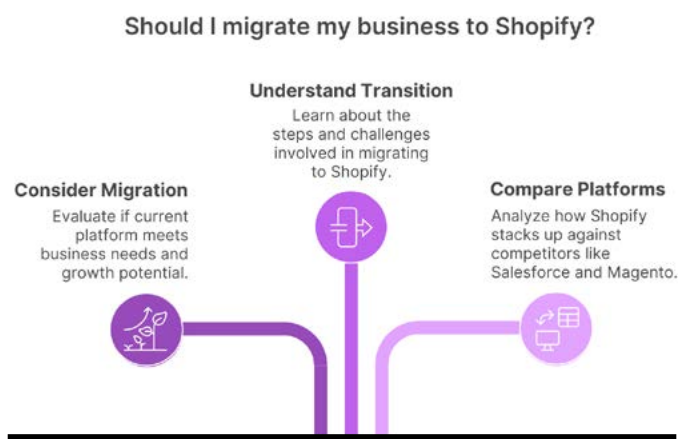 Should I migrate my business to Shopify?
Understand Transition
Learn about the
steps and challenges
involved in migrating
to Shopify.
Consider Migration
Evaluate if current
platform meets
business needs and
growth potential.
Compare Platforms
Analyze how Shopify
stacks up against
competitors like
Salesforce and Magento.